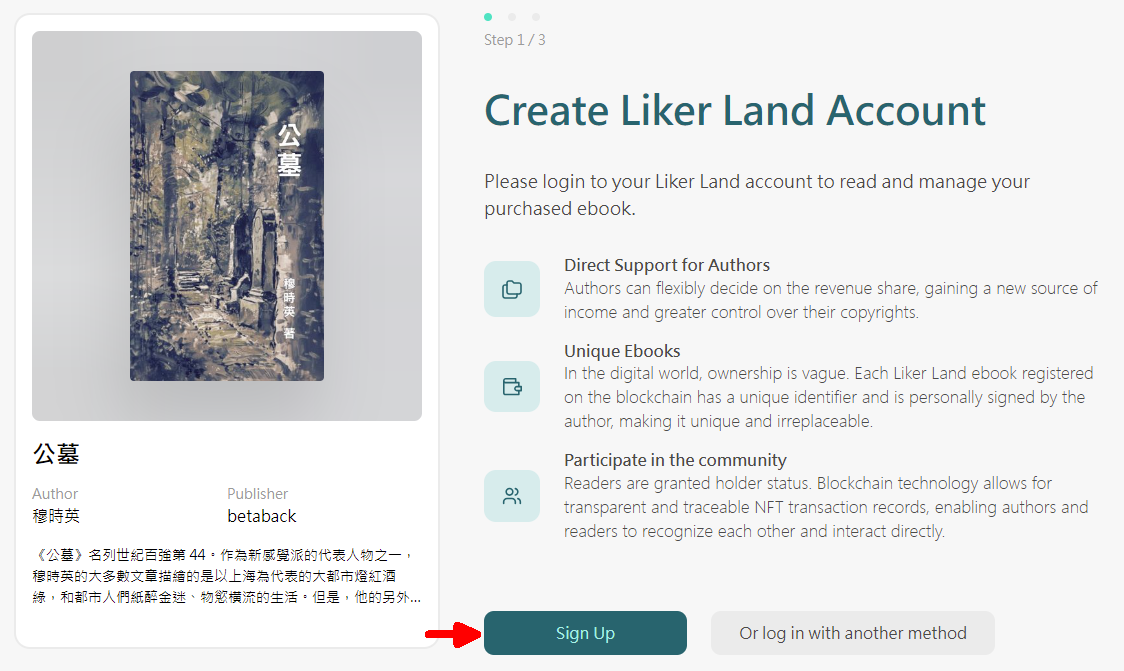 公墓
穆時英 著
公墓
Author
Publisher
穆時英
betaback
《公墓》名列世紀百強第 44。作為新感覺派的代表人物之一，
穆時英的大多數文章描繪的是以上海為代表的大都市燈紅酒
綠，和都市人們紙醉金迷、物慾橫流的生活。但是，他的另外...
Step 1 / 3
Create Liker Land Account
Please login to your Liker Land account to read and manage your
purchased ebook.
Direct Support for Authors
Authors can flexibly decide on the revenue share, gaining a new source of
income and greater control over their copyrights.
Unique Ebooks
In the digital world, ownership is vague. Each Liker Land ebook registered
on the blockchain has a unique identifier and is personally signed by the
author, making it unique and irreplaceable.
Participate in the community
Readers are granted holder status. Blockchain technology allows for
transparent and traceable NFT transaction records, enabling authors and
readers to recognize each other and interact directly.
Sign Up
Or log in with another method